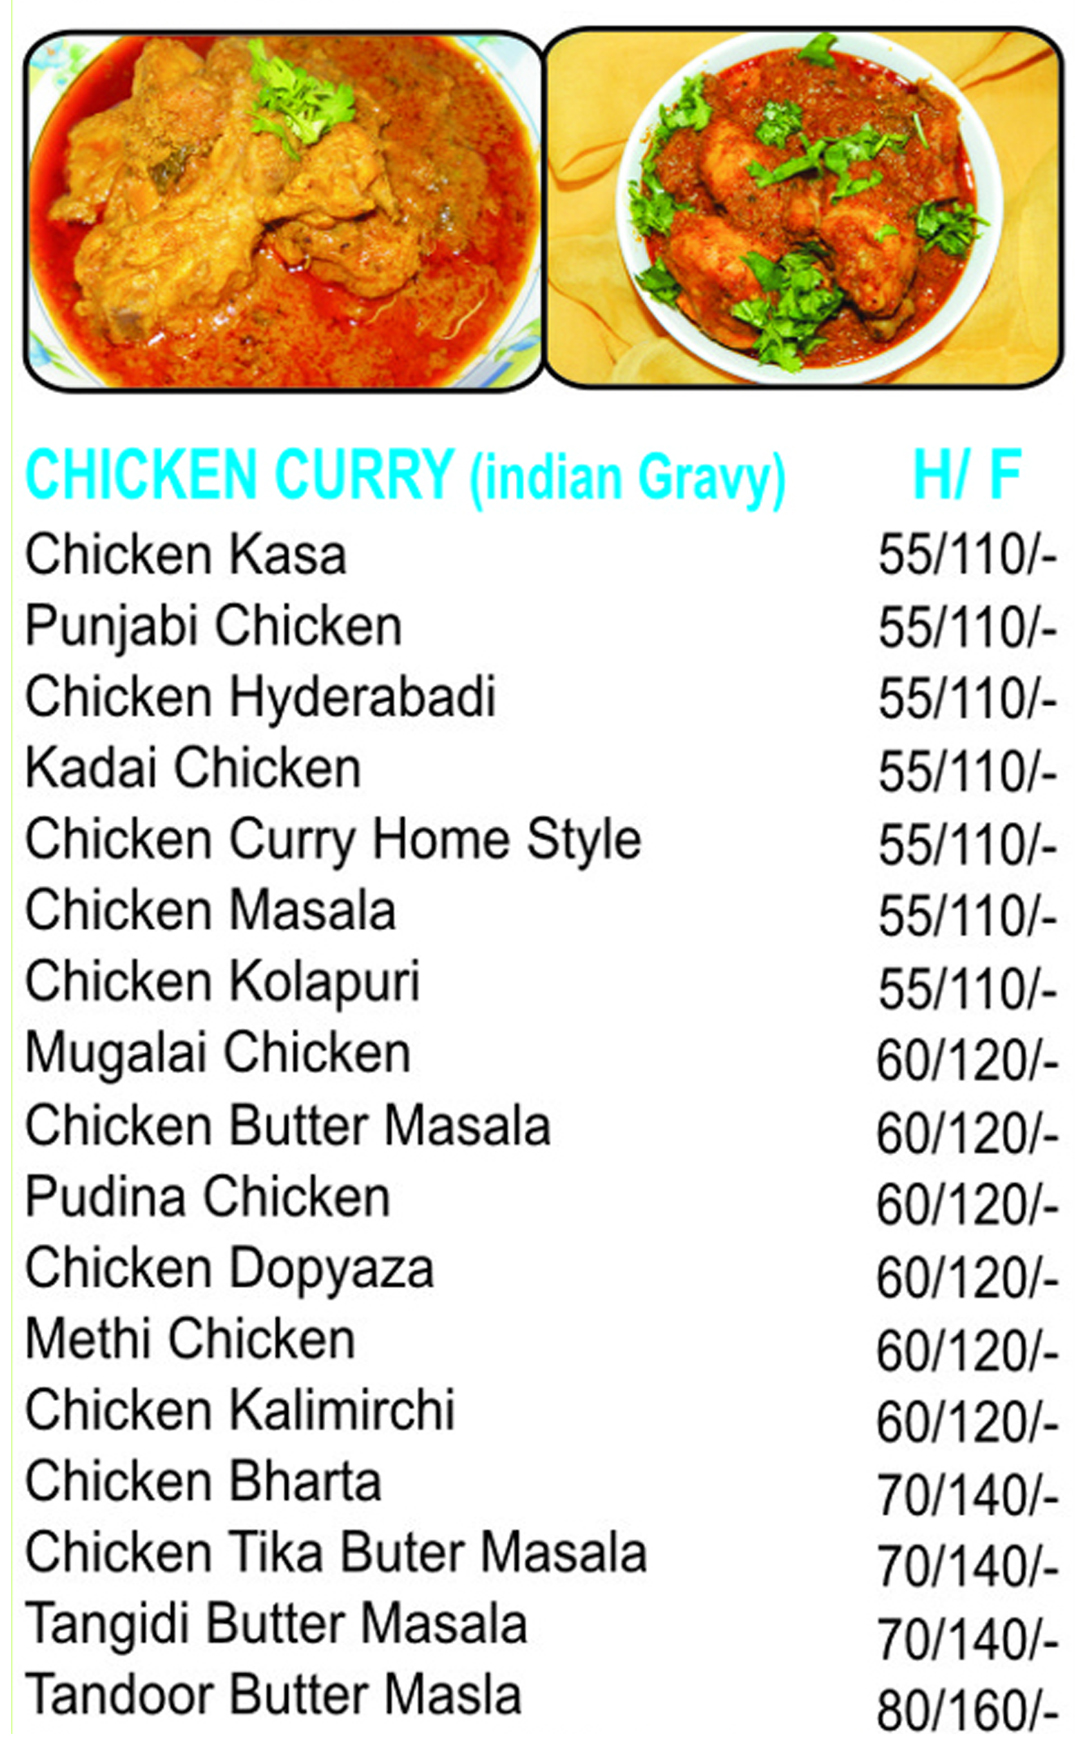 CHICKEN CURRY (indian Gravy) H/ F
Chicken Kasa 55/110/-
Punjabi Chicken 55/110/-
Chicken Hyderabadi 55/110/-
Kadai Chicken 55/110/-
Chicken Curry Home Style 55/110/-
Chicken Masala 55/110/-
Chicken Kolapuri 55/110/-
Mugalai Chicken 60/120/-
Chicken Butter Masala 60/120/-
Pudina Chicken 60/120/-
Chicken Dopyaza 60/120/-
Methi Chicken 60/120/-
Chicken Kalimirchi 60/120/-
Chicken Bharta 70/140/-
Chicken Tika Buter Masala 70/140/-
Tangidi Butter Masala 70/140/-
Tandoor Butter Masla 80/160/-